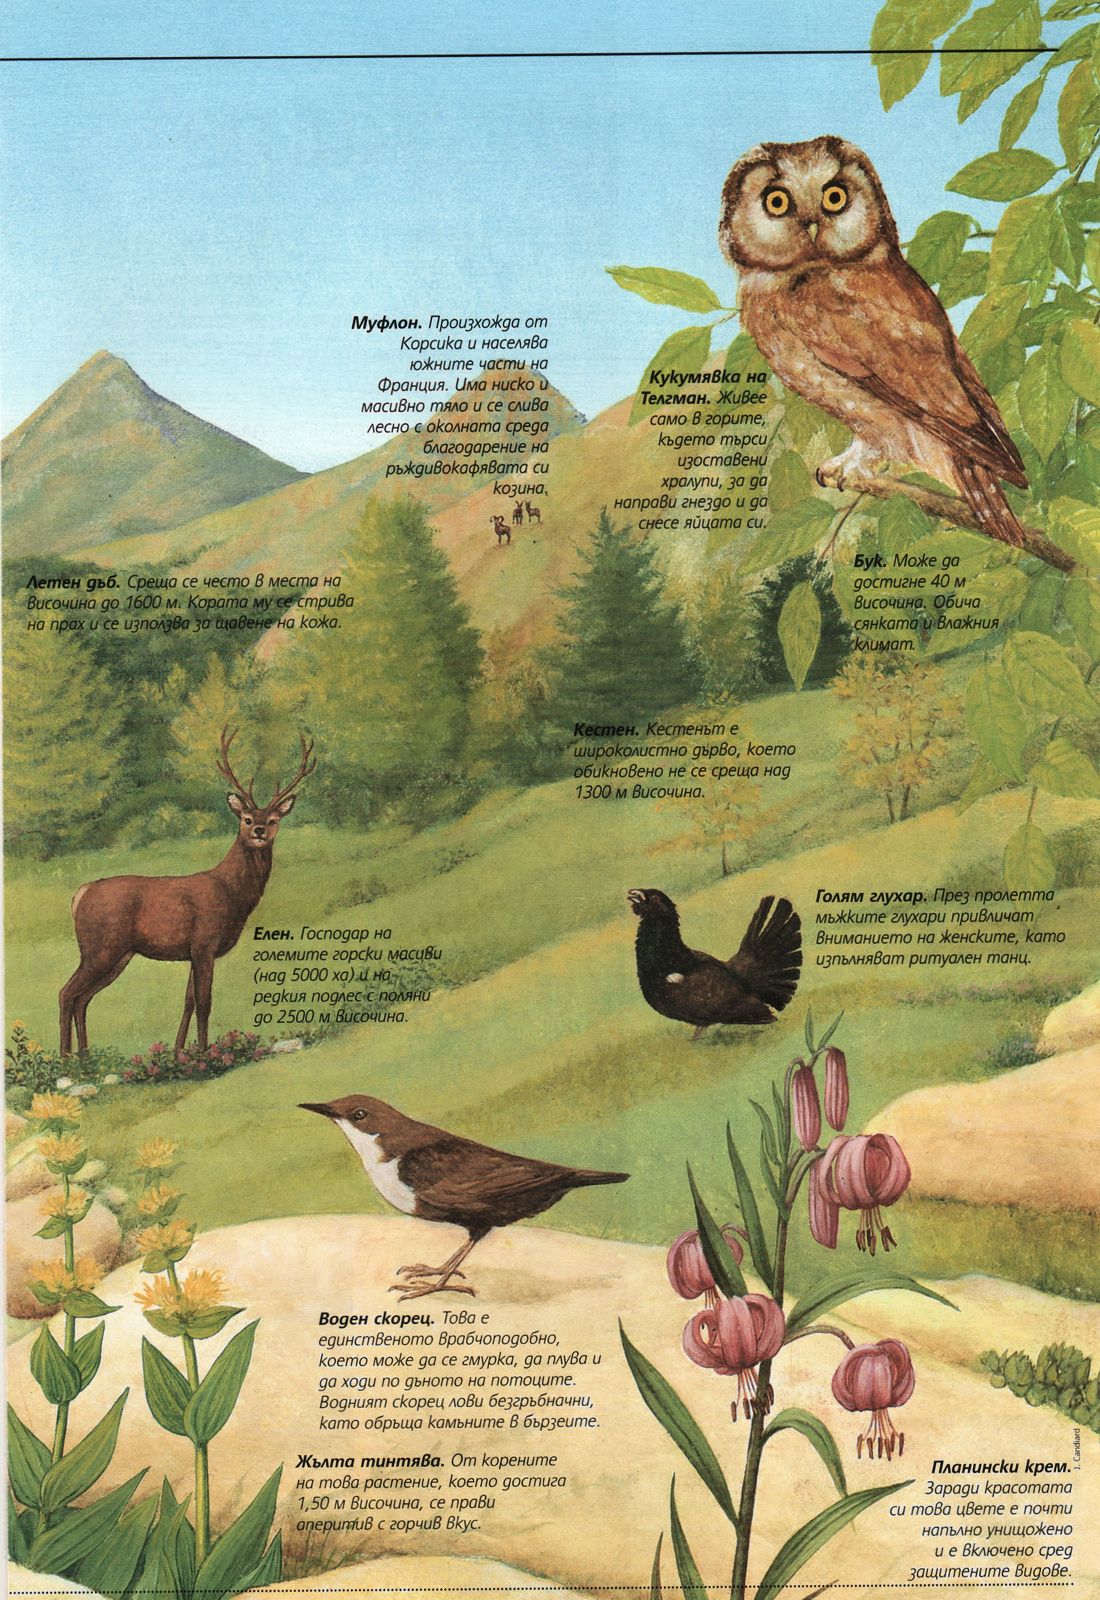 Муфлон. Произхожда от
Корсика и населява
южните части на
Франция. Има ниско и
масивно тяло и се слива
лесно с околната среда
благодарение на
ръждивокафявата си
козина.
Кукумявка на
Телгман. Живее
само в горите,
където търси
изоставени
хралупи, за да
направи гнездо и да
снесе яйцата си.
Летен дъб. Среща се често в места на
височина до 1600 м. Кората му се стрива
на прах и се използва за щавене на кожа.
Бук. Може да
достигне 40 м
височина. Обича
сянката и влажния
климат.
Кестен. Кестенът е
широколистно дърво, което
обикновено не се среща над
1300 м височина.
Голям глухар. През пролетта
мъжките глухари привличат
вниманието на женските, като
изпълняват ритуален танц.
Елен. Господар на
големите горски масиви
(над 5000 ха) и на
редкия подлес с поляни
до 2500 м височина.
Воден скорец. Това е
единственото врабчоподобно,
което може да се гмурка, да плува и
да ходи по дъното на потоците.
Водният скорец лови безгръбначни,
като обръща камъните в бързеите.
Жълта тинтява. От корените
на това растение, което достига
1,50 м височина, се прави
аперитив с горчив вкус.
Планински крем.
Заради красотата
си това цвете е почти
напълно унищожено
и е включено сред
защитените видове.
J. Candiard